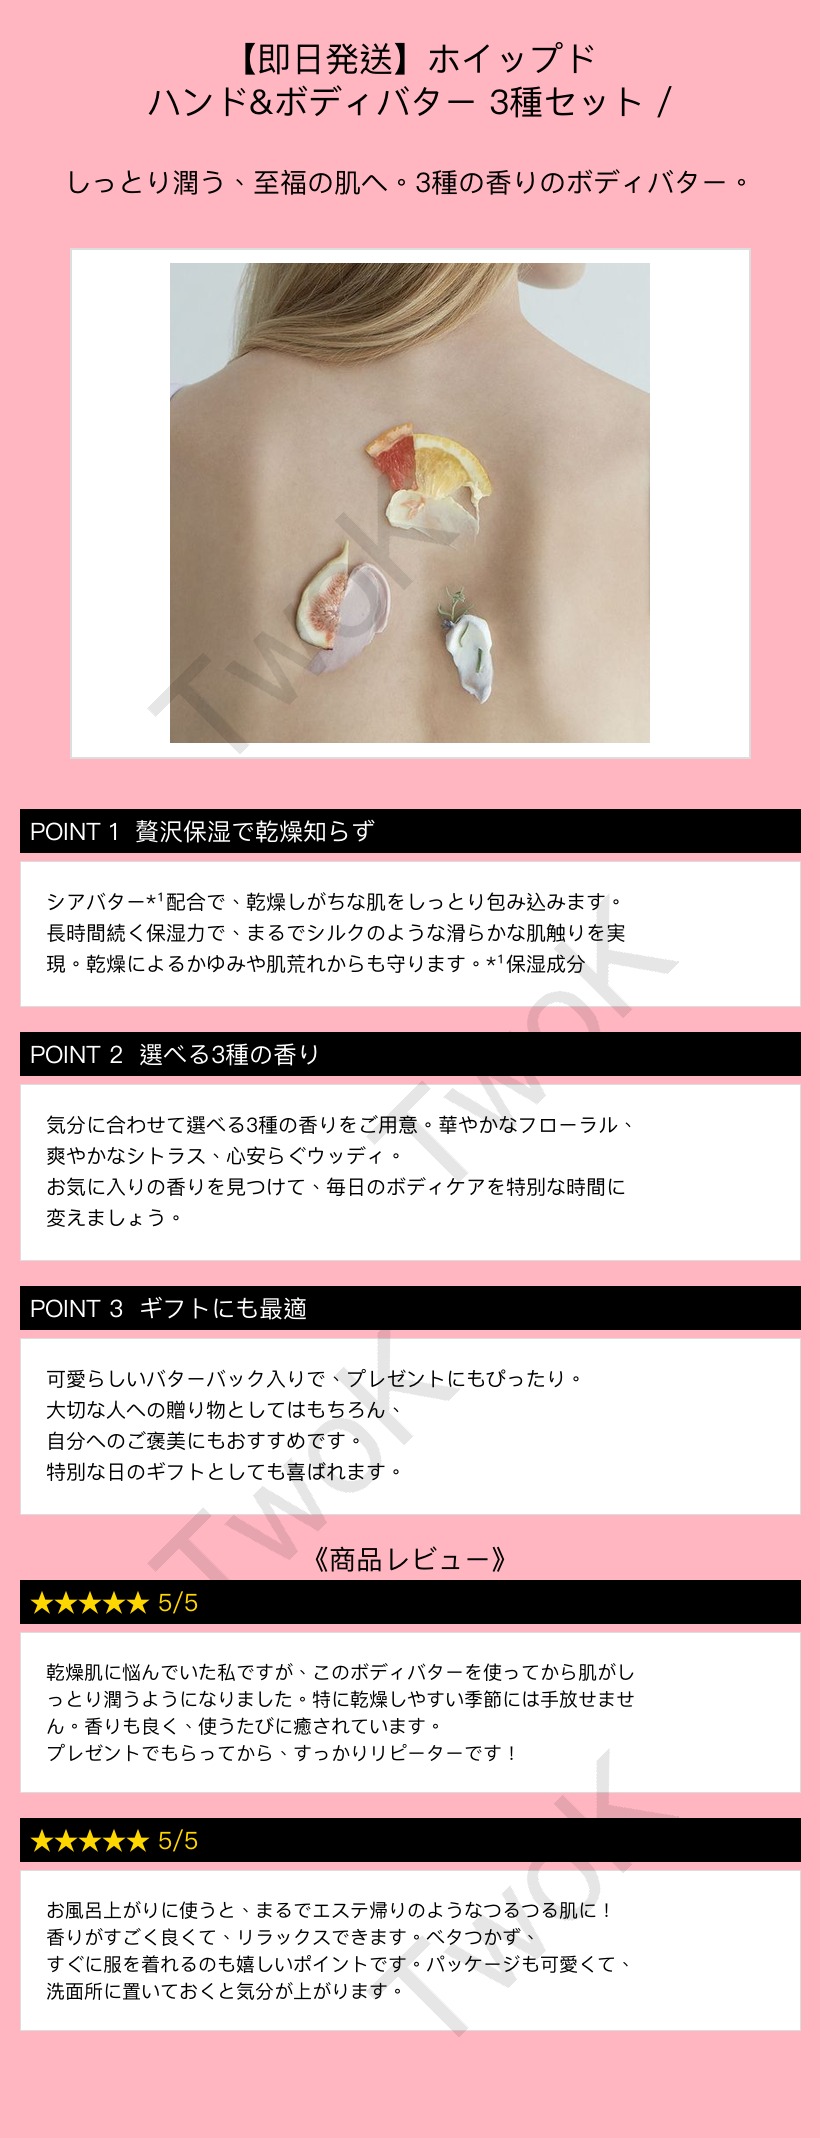 【即日発送】ホイップド
ハンド&ボディバター 3種セット /
しっとり潤う、至福の肌へ。3種の香りのボディバター。
TwoK
POINT 1 贅沢保湿で乾燥知らず
シアバター*¹配合で、乾燥しがちな肌をしっとり包み込みます。
長時間続く保湿力で、まるでシルクのような滑らかな肌触りを実
現。乾燥によるかゆみや肌荒れからも守ります。*¹保湿成分
TwoK
POINT 2 選べる3種の香り
気分に合わせて選べる3種の香りをご用意。華やかなフローラル、
爽やかなシトラス、心安らぐウッディ。
お気に入りの香りを見つけて、毎日のボディケアを特別な時間に
変えましょう。
POINT 3 ギフトにも最適
可愛らしいバターバック入りで、プレゼントにもぴったり。
大切な人への贈り物としてはもちろん、
自分へのご褒美にもおすすめです。
特別な日のギフトとしても喜ばれます。
TwoK
《商品レビュー》
★★★★★ 5/5
乾燥肌に悩んでいた私ですが、このボディバターを使ってから肌がし
っとり潤うようになりました。特に乾燥しやすい季節には手放せませ
ん。香りも良く、使うたびに癒されています。
プレゼントでもらってから、すっかりリピーターです！
★★★★★ 5/5
お風呂上がりに使うと、まるでエステ帰りのようなつるつる肌に！
香りがすごく良くて、リラックスできます。ベタつかず、
すぐに服を着れるのも嬉しいポイントです。パッケージも可愛くて、
洗面所に置いておくと気分が上がります。
TwoK